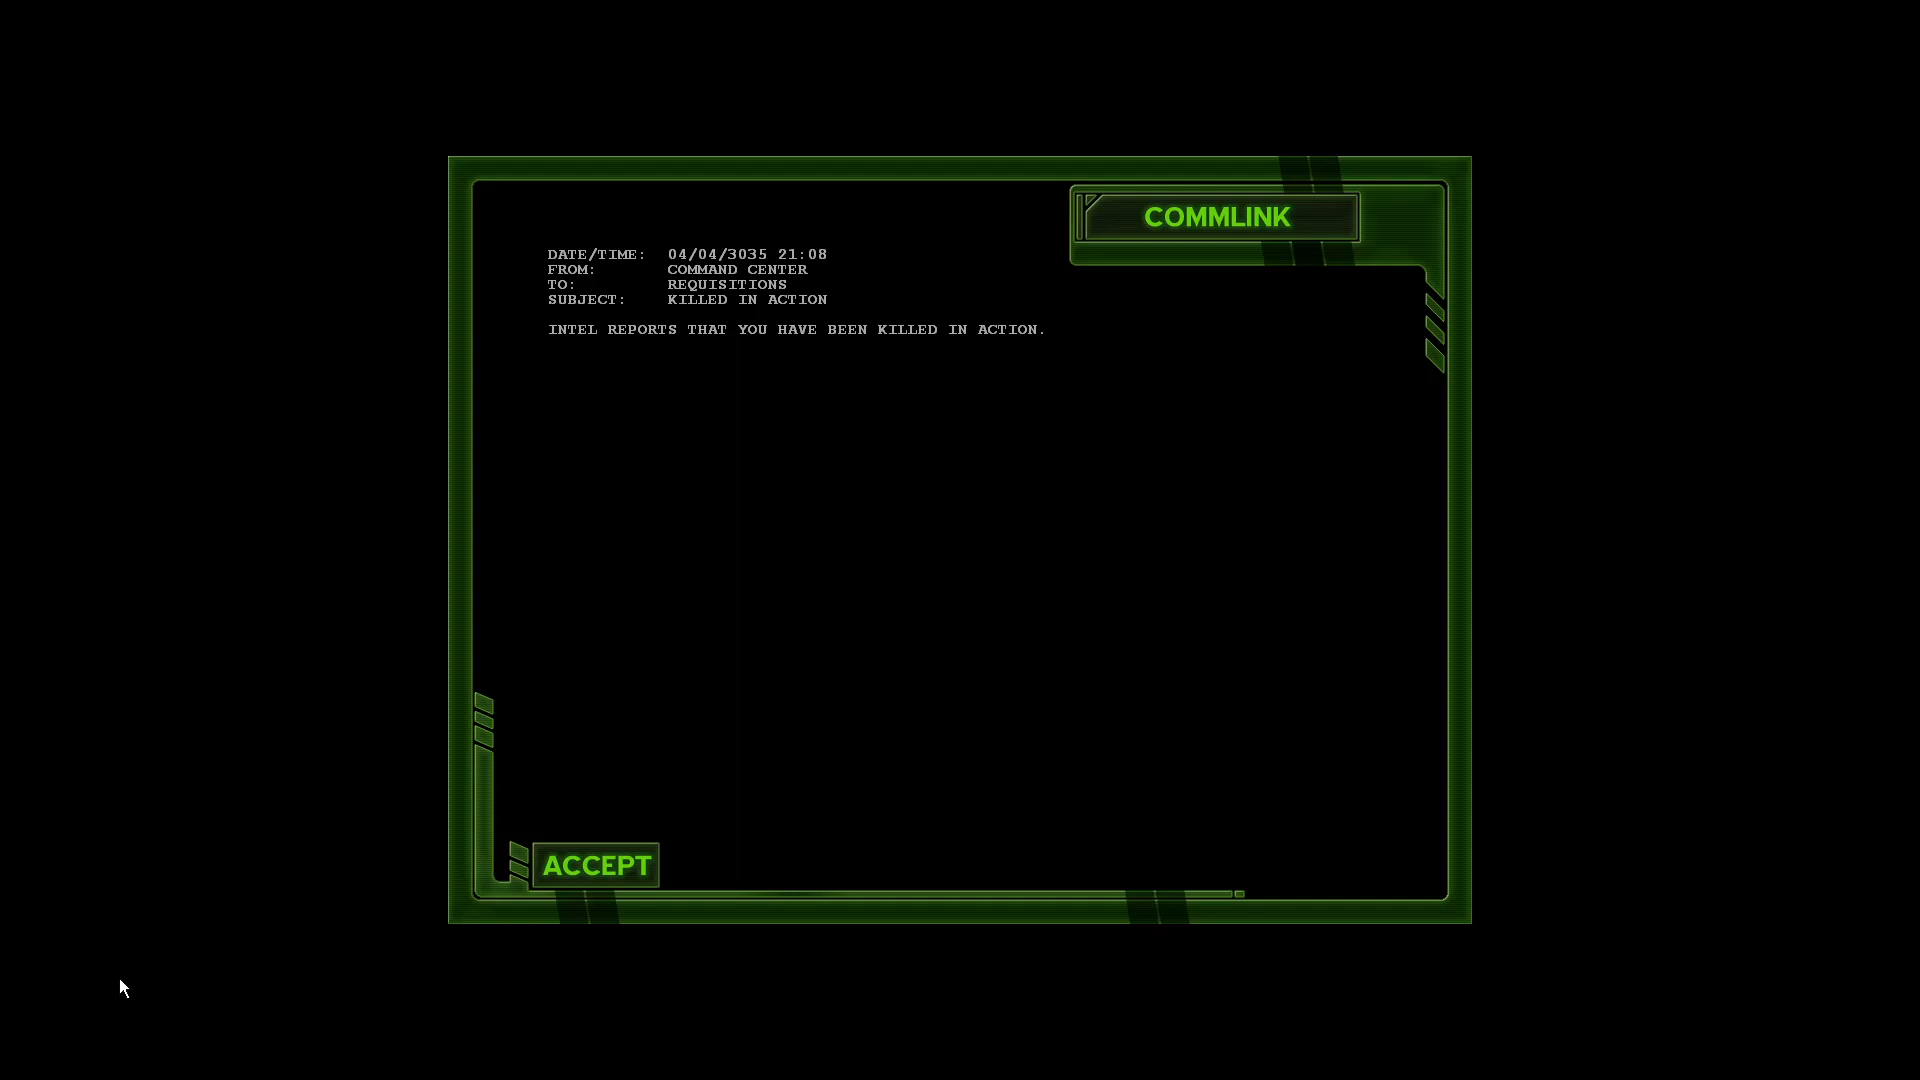 COMMLINK
DATE/TIME: 04/04/3035 21:08
FROM: COMMAND CENTER
TO: REQUISITIONS
SUBJECT: KILLED IN ACTION
INTEL REPORTS THAT YOU HAVE BEEN KILLED IN ACTION.
ACCEPT